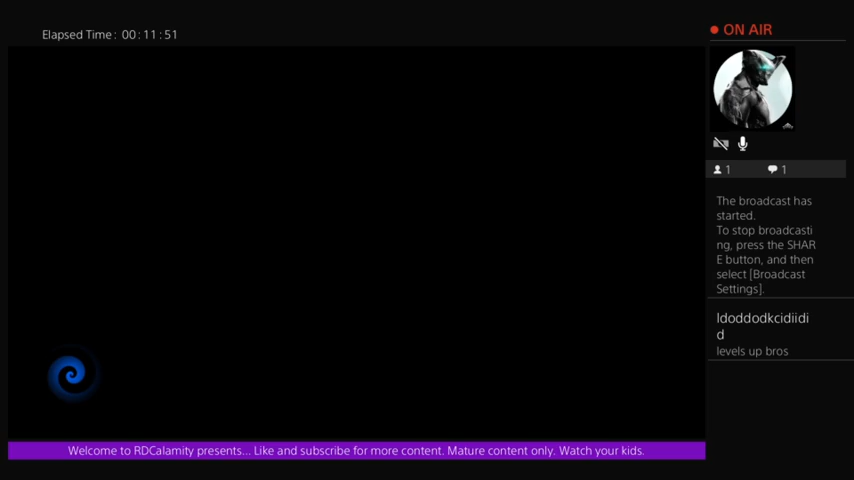 Elapsed Time: 00:11:51
ON AIR
1 1
The broadcast has
started.
To stop broadcasti
ng, press the SHAR
E button, and then
select [Broadcast
Settings].
ldoddodkcidiidi
d
levels up bros
Welcome to RDCalamity presents... Like and subscribe for more content. Mature content only. Watch your kids.